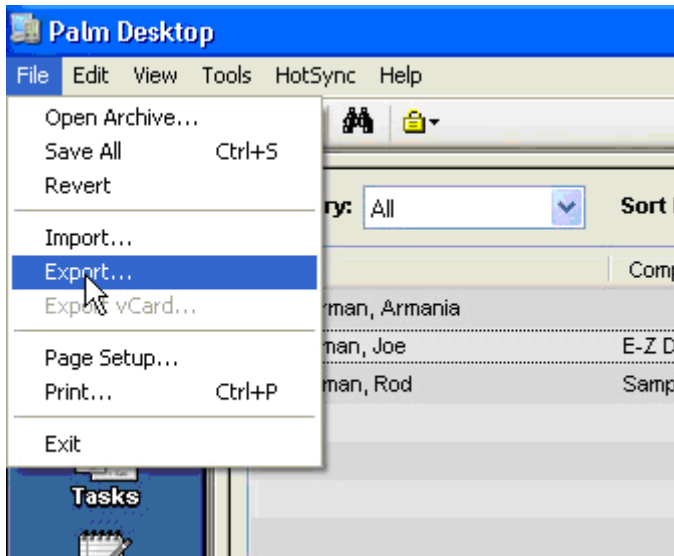 Palm Desktop
File Edit View Tools HotSync Help
Open Archive...
Save All Ctrl+S
Revert
ry: All Sort
Import...
Export... Comp
Export vCard... rman, Armania
man, Joe E-Z D
Page Setup...
Print... Ctrl+P man, Rod Samp
Exit
Tasks